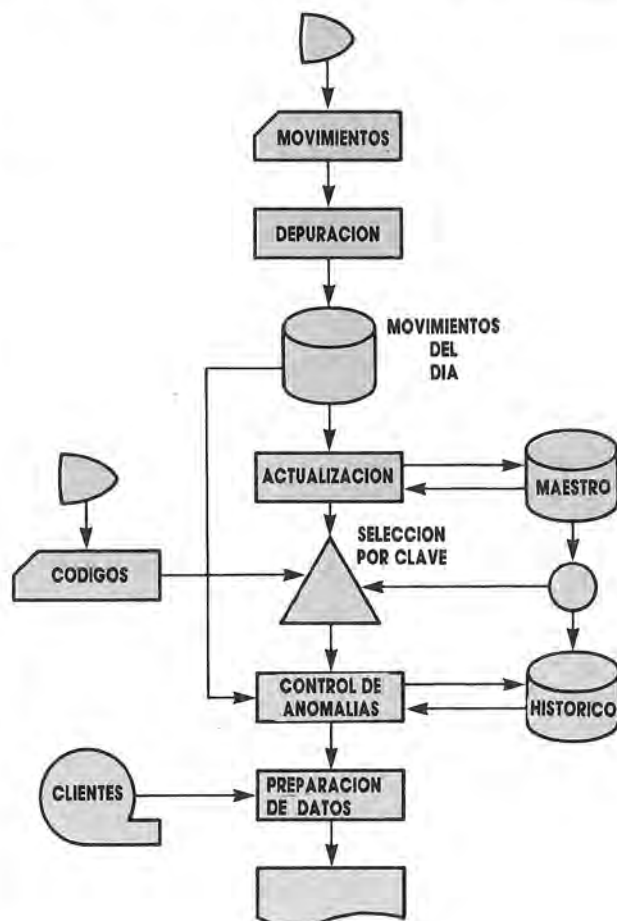 MOVIMIENTOS
DEPURACION
MOVIMIENTOS
DEL
DIA
ACTUALIZACION
MAESTRO
SELECCION
POR CLAVE
CODIGOS
CONTROL DE
ANOMALIAS
HISTORICO
CLIENTES
PREPARACION
DE DATOS